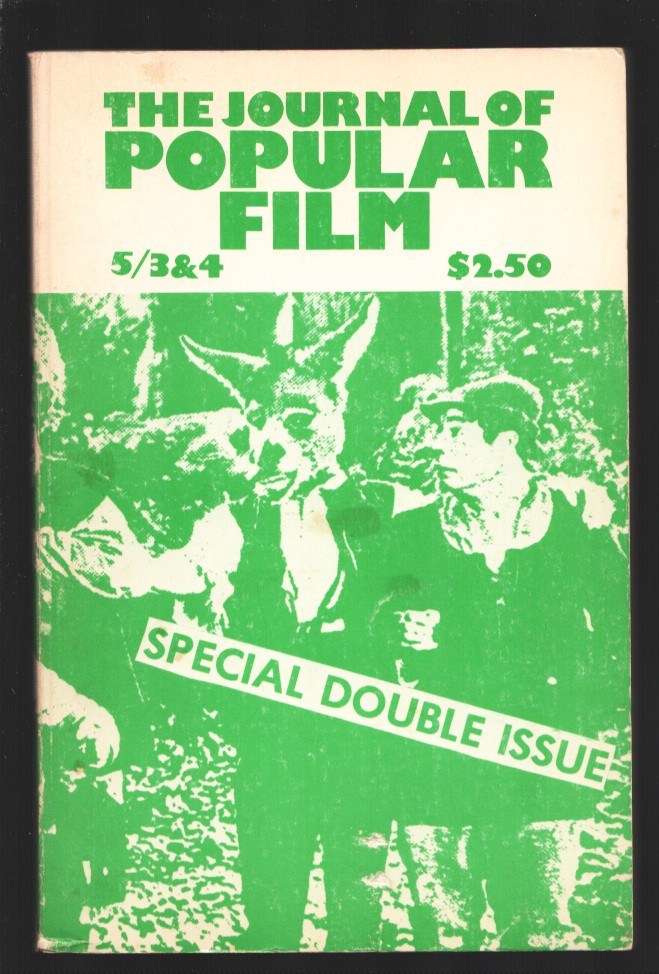 THE JOURNAL OF
POPULAR
FILM
5/3&4
$2.50
SPECIAL DOUBLE ISSUE